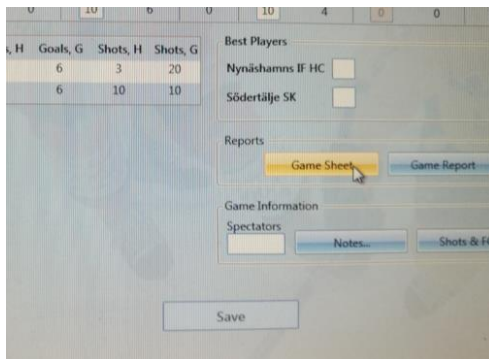 0 10 6 0 10 4 0 0
, H Goals, G Shots, H Shots, G
6 3 20
6 10 10
Best Players
Nynäshamns IF HC
Södertälje SK
Reports
Game Sheet
Game Report
Game Information
Spectators
Notes...
Shots & F
Save